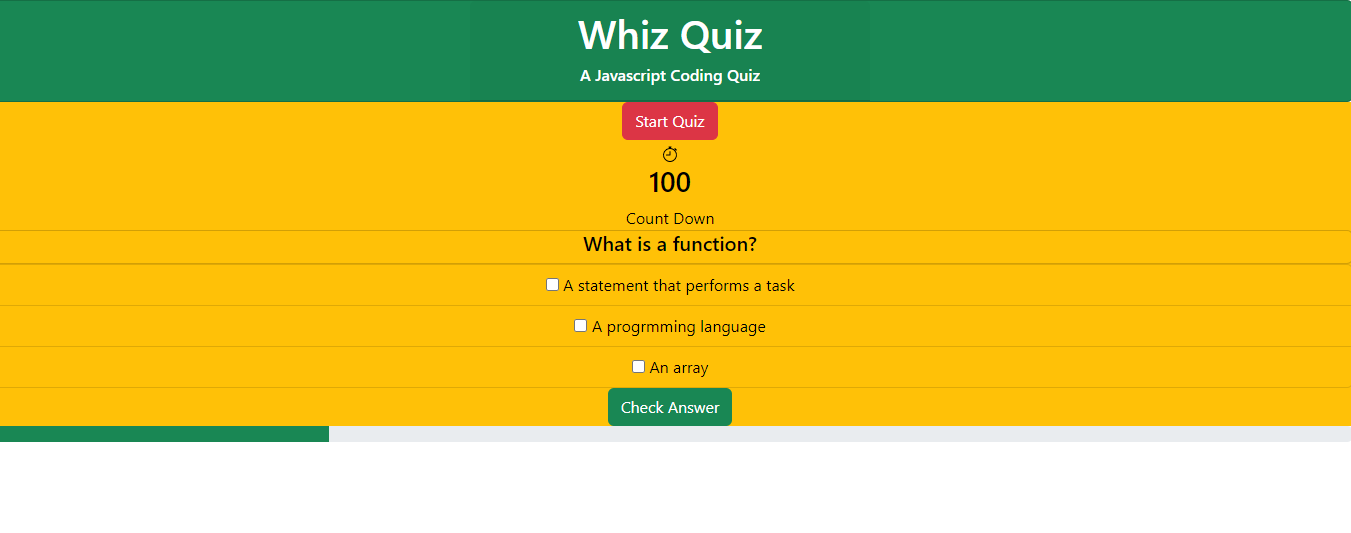 Whiz Quiz
A Javascript Coding Quiz
Start Quiz
100
Count Down
What is a function?
A statement that performs a task
A progrmming language
An array
Check Answer